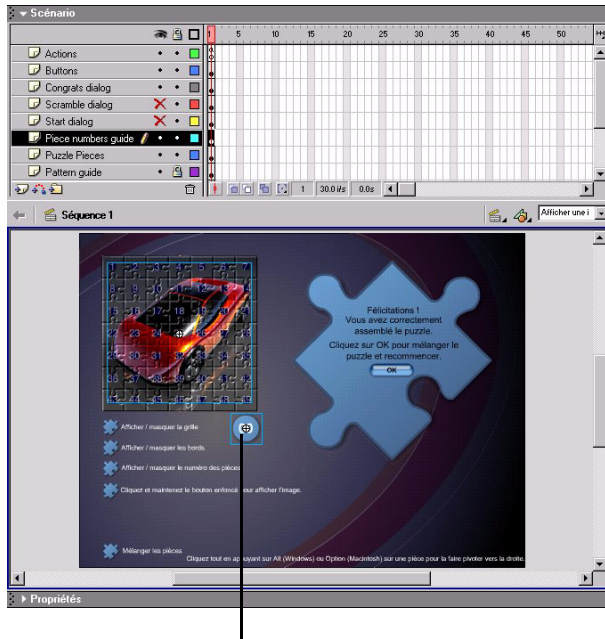 Scénario
1 5 10 15 20 25 30 35 40 45 50
Actions
Buttons
Congrats dialog
Scramble dialog
Start dialog
Piece numbers guide
Puzzle Pieces
Pattern guide
1 30.0 i/s 0.0s
Séquence 1
Afficher une i
Félicitations !
Vous avez correctement
assemblé le puzzle.
Cliquez sur OK pour mélanger le
puzzle et recommencer.
OK
Afficher / masquer la grille
Afficher / masquer les bords
Afficher / masquer le numéro des pièces
Cliquez et maintenez le bouton enfoncé pour afficher l'image.
Mélanger les pièces
Cliquez tout en appuyant sur Alt (Windows) ou Option (Macintosh) sur une pièce pour la faire pivoter vers la droite.
Propriétés